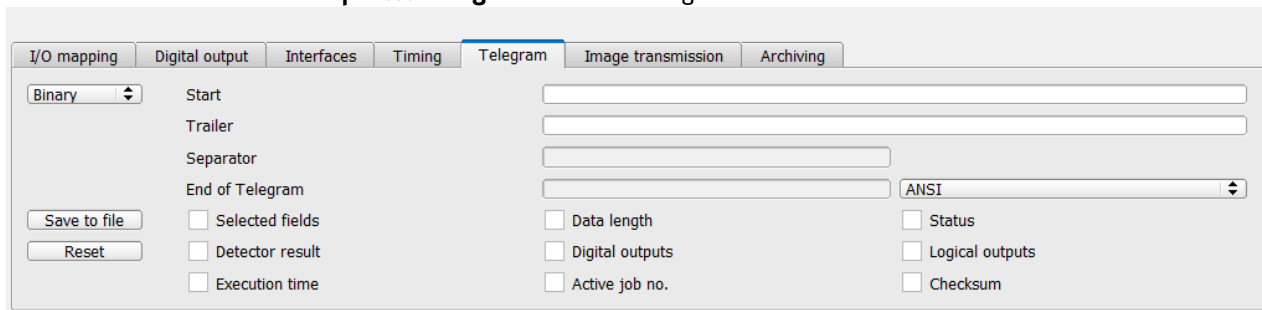 I/O mapping Digital output Interfaces Timing Telegram Image transmission Archiving
Binary Start
Trailer
Separator
End of Telegram ANSI
Save to file Selected fields Data length Status
Reset Detector result Digital outputs Logical outputs
Execution time Active job no. Checksum